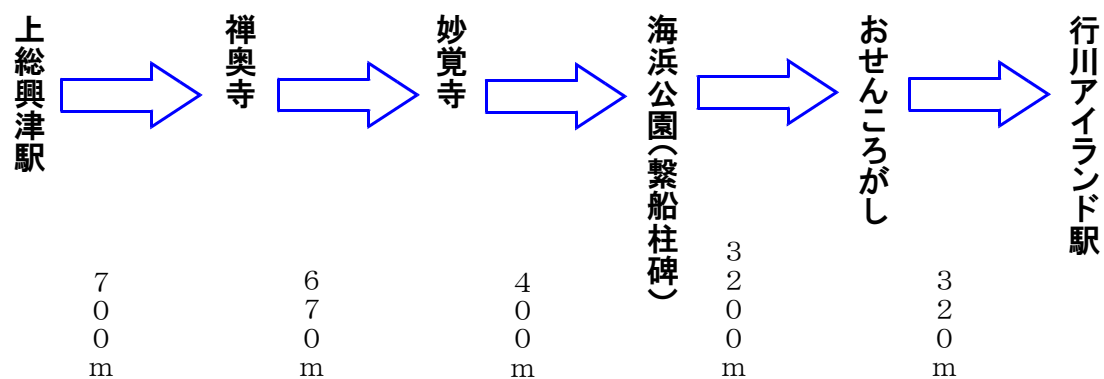 上総興津駅
700m
禅奥寺
670m
妙覚寺
400m
海浜公園(繋船柱碑)
3200m
おせんころがし
320m
行川アイランド駅